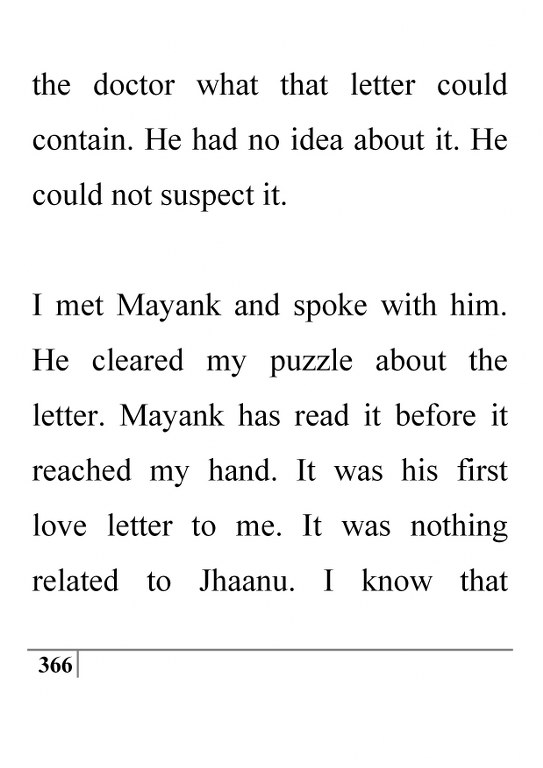 the doctor what that letter could
contain. He had no idea about it. He
could not suspect it.
I met Mayank and spoke with him.
He cleared my puzzle about the
letter. Mayank has read it before it
reached my hand. It was his first
love letter to me. It was nothing
related to Jhaanu. I know that
366